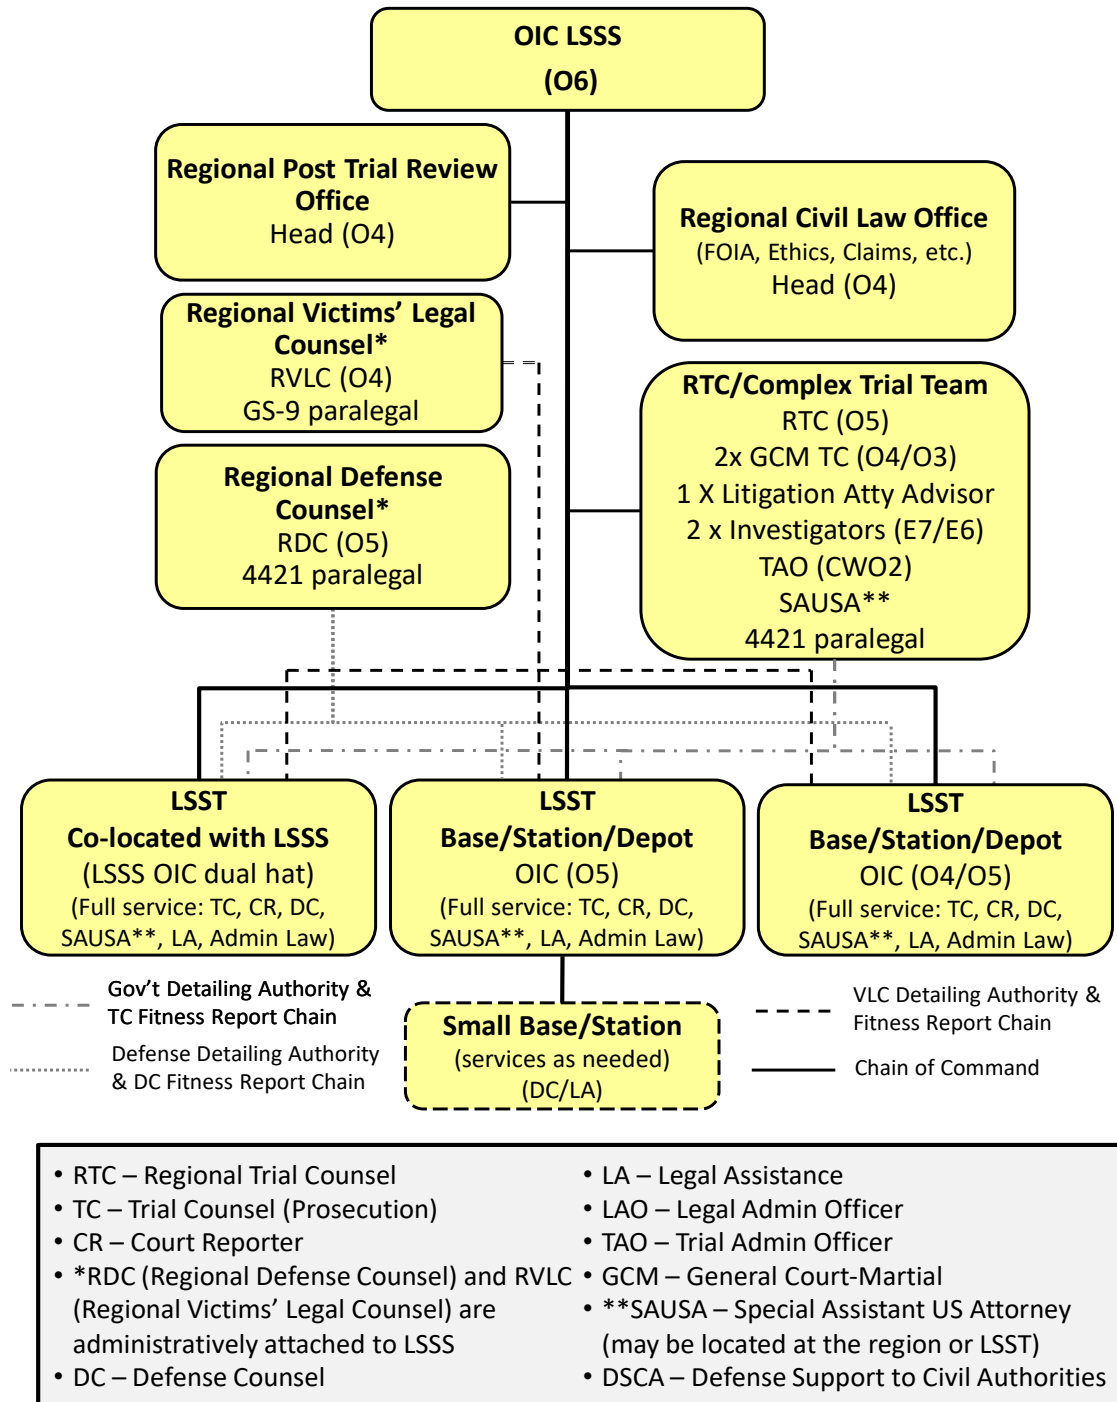 OIC LSSS
(O6)
Regional Post Trial Review
Office
Head (O4)
Regional Civil Law Office
(FOIA, Ethics, Claims, etc.)
Head (O4)
Regional Victims' Legal
Counsel*
RVLC (O4)
GS-9 paralegal
RTC/Complex Trial Team
RTC (O5)
2x GCM TC (O4/O3)
1 X Litigation Atty Advisor
2 x Investigators (E7/E6)
TAO (CWO2)
SAUSA**
4421 paralegal
Regional Defense
Counsel*
RDC (O5)
4421 paralegal
LSST
Co-located with LSSS
(LSSS OIC dual hat)
(Full service: TC, CR, DC,
SAUSA**, LA, Admin Law)
LSST
Base/Station/Depot
OIC (O5)
(Full service: TC, CR, DC,
SAUSA**, LA, Admin Law)
LSST
Base/Station/Depot
OIC (O4/O5)
(Full service: TC, CR, DC,
SAUSA**, LA, Admin Law)
Gov't Detailing Authority &
TC Fitness Report Chain
Defense Detailing Authority
& DC Fitness Report Chain
Small Base/Station
(services as needed)
(DC/LA)
VLC Detailing Authority &
Fitness Report Chain
Chain of Command
• RTC – Regional Trial Counsel
• TC – Trial Counsel (Prosecution)
• CR – Court Reporter
• *RDC (Regional Defense Counsel) and RVLC
(Regional Victims' Legal Counsel) are
administratively attached to LSSS
• DC – Defense Counsel
• LA – Legal Assistance
• LAO – Legal Admin Officer
• TAO – Trial Admin Officer
• GCM – General Court-Martial
• **SAUSA – Special Assistant US Attorney
(may be located at the region or LSST)
• DSCA – Defense Support to Civil Authorities